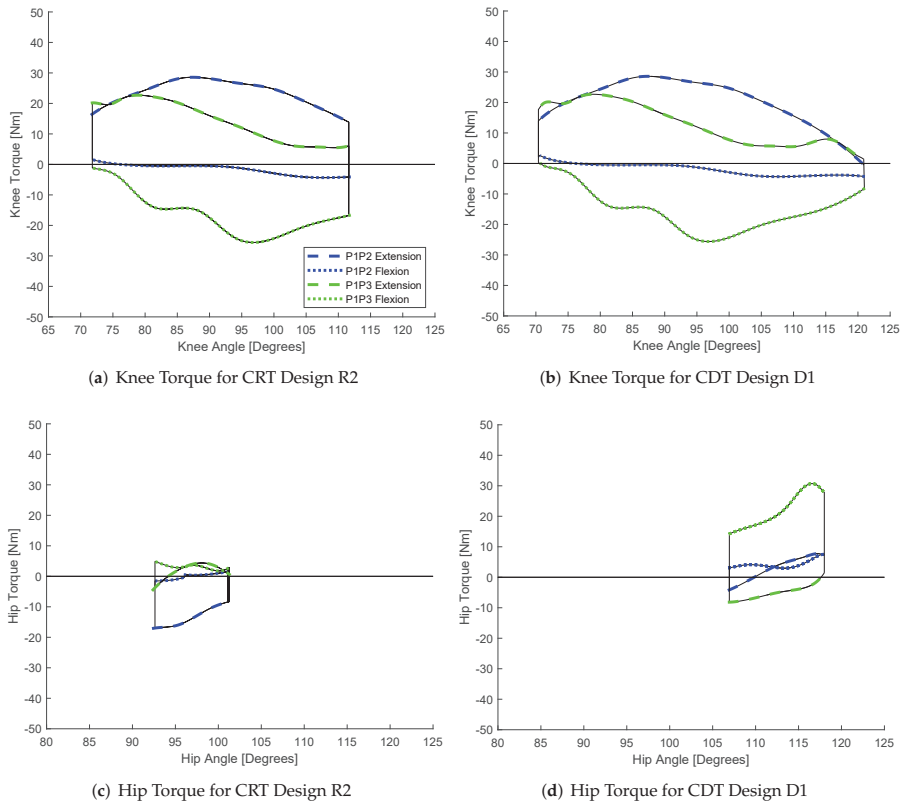 50
40
30
20
10
0
-10
-20
-30
-40
-50
Knee Torque [Nm]
65 70 75 80 85 90 95 100 105 110 115 120 125
Knee Angle [Degrees]
P1P2 Extension
P1P2 Flexion
P1P3 Extension
P1P3 Flexion
(a) Knee Torque for CRT Design R2
50
40
30
20
10
0
-10
-20
-30
-40
-50
Knee Torque [Nm]
65 70 75 80 85 90 95 100 105 110 115 120 125
Knee Angle [Degrees]
(b) Knee Torque for CDT Design D1
50
40
30
20
10
0
-10
-20
-30
-40
-50
Hip Torque [Nm]
80 85 90 95 100 105 110 115 120 125
Hip Angle [Degrees]
(c) Hip Torque for CRT Design R2
50
40
30
20
10
0
-10
-20
-30
-40
-50
Hip Torque [Nm]
80 85 90 95 100 105 110 115 120 125
Hip Angle [Degrees]
(d) Hip Torque for CDT Design D1